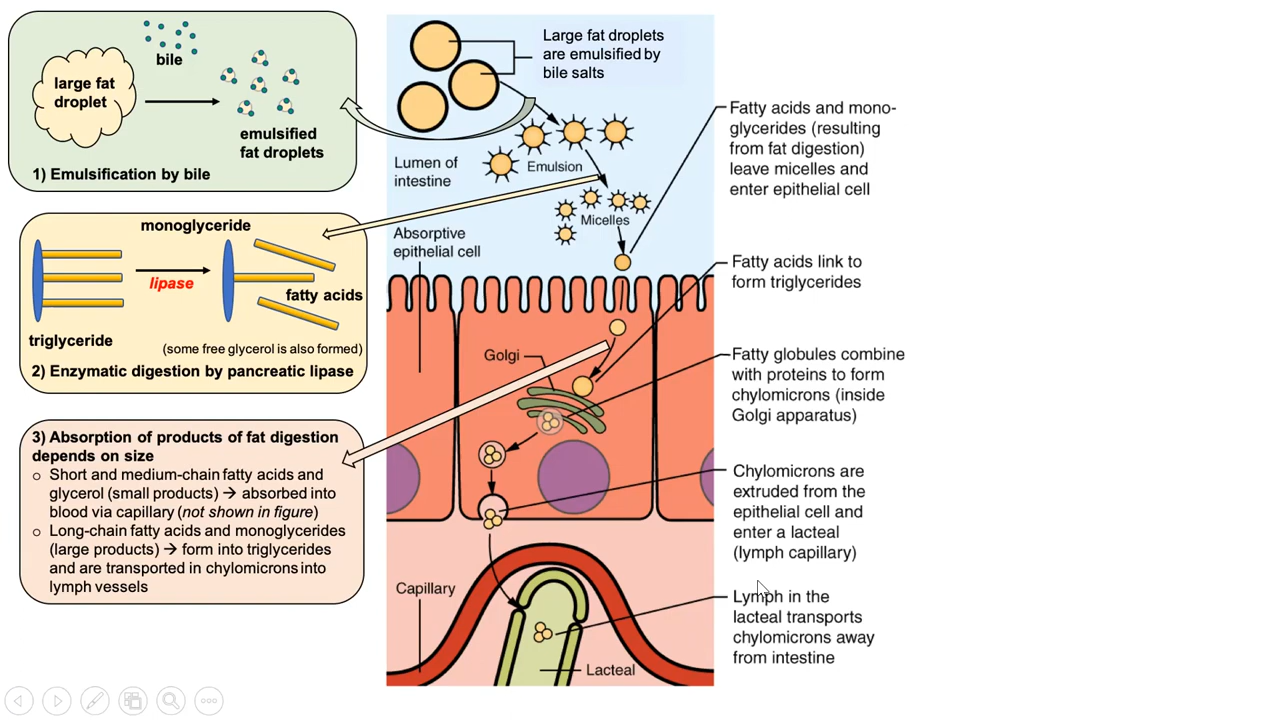 bile
large fat
droplet
emulsified
fat droplets
1) Emulsification by bile
monoglyceride
lipase
fatty acids
triglyceride
(some free glycerol is also formed)
2) Enzymatic digestion by pancreatic lipase
3) Absorption of products of fat digestion
depends on size
○ Short and medium-chain fatty acids and
glycerol (small products) → absorbed into
blood via capillary (not shown in figure)
○ Long-chain fatty acids and monoglycerides
(large products) → form into triglycerides
and are transported in chylomicrons into
lymph vessels
Large fat droplets
are emulsified by
bile salts
Lumen of
intestine
Emulsion
Micelles
Absorptive
epithelial cell
Golgi
Capillary
Lacteal
Fatty acids and mono-
glycerides (resulting
from fat digestion)
leave micelles and
enter epithelial cell
Fatty acids link to
form triglycerides
Fatty globules combine
with proteins to form
chylomicrons (inside
Golgi apparatus)
Chylomicrons are
extruded from the
epithelial cell and
enter a lacteal
(lymph capillary)
Lymph in the
lacteal transports
chylomicrons away
from intestine